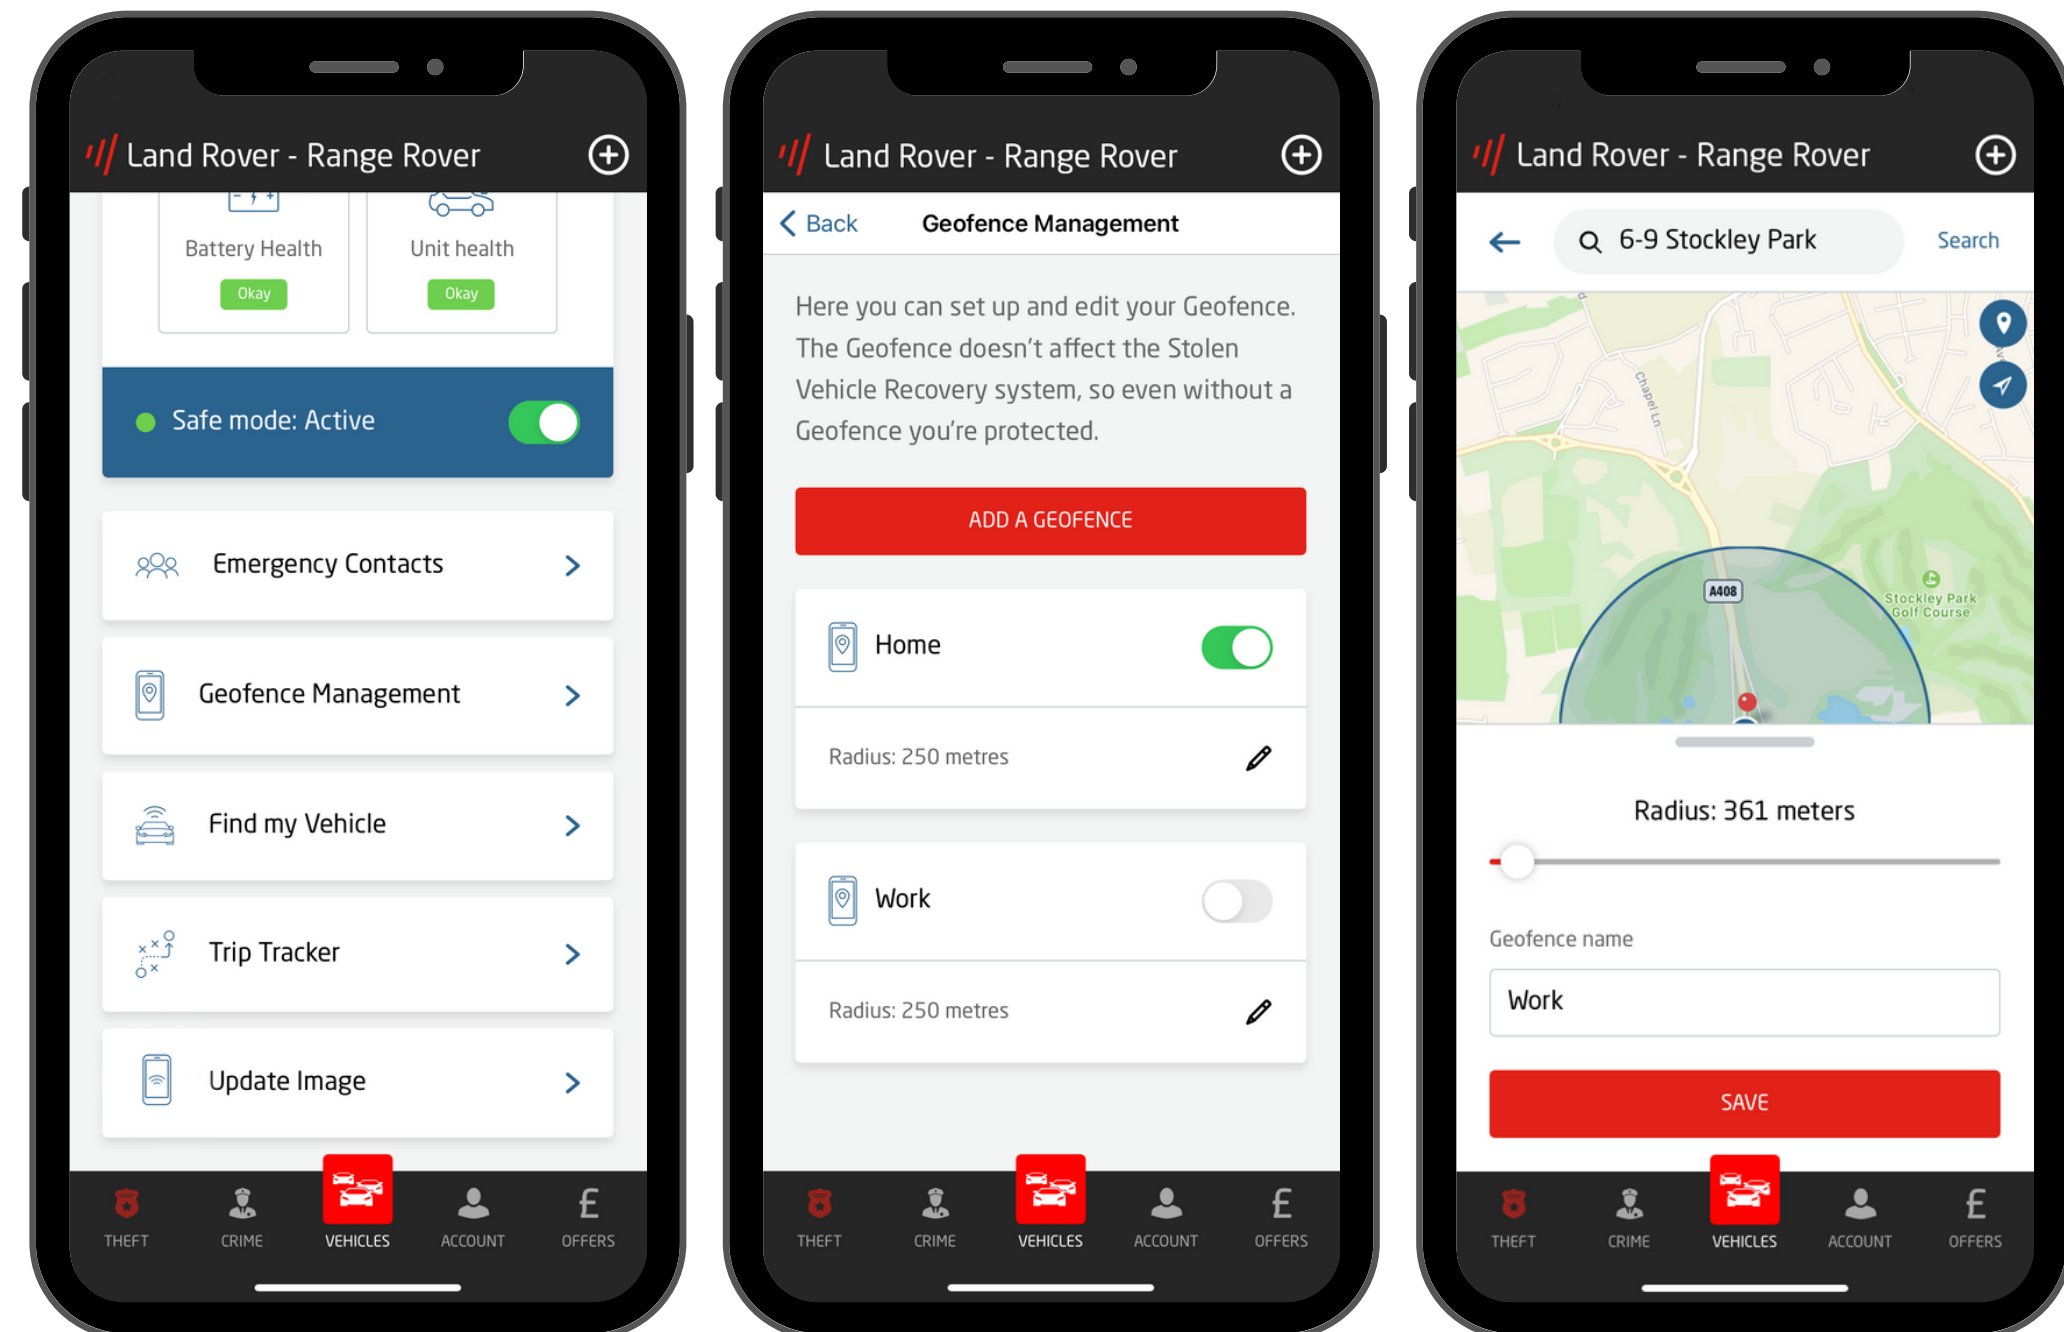 Land Rover - Range Rover
Battery Health
Unit health
Okay
Okay
Safe mode: Active
Emergency Contacts
Geofence Management
Find my Vehicle
Trip Tracker
Update Image
THEFT
CRIME
VEHICLES
ACCOUNT
OFFERS
Land Rover - Range Rover
Back
Geofence Management
Here you can set up and edit your Geofence.
The Geofence doesn't affect the Stolen
Vehicle Recovery system, so even without a
Geofence you're protected.
ADD A GEOFENCE
Home
Radius: 250 metres
Work
Radius: 250 metres
THEFT
CRIME
VEHICLES
ACCOUNT
OFFERS
Land Rover - Range Rover
6-9 Stockley Park
Search
Chapel Ln
A408
Stockley Park
Golf Course
Radius: 361 meters
Geofence name
Work
SAVE
THEFT
CRIME
VEHICLES
ACCOUNT
OFFERS